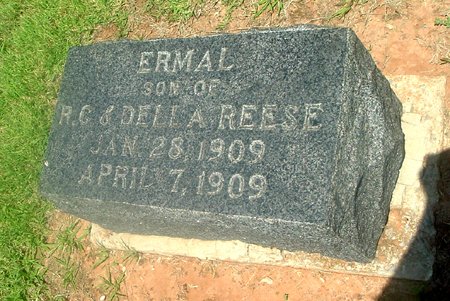 ERMAL
SON OF
R.C & DELLA REESE
JAN. 28, 1909
APRIL 7, 1909